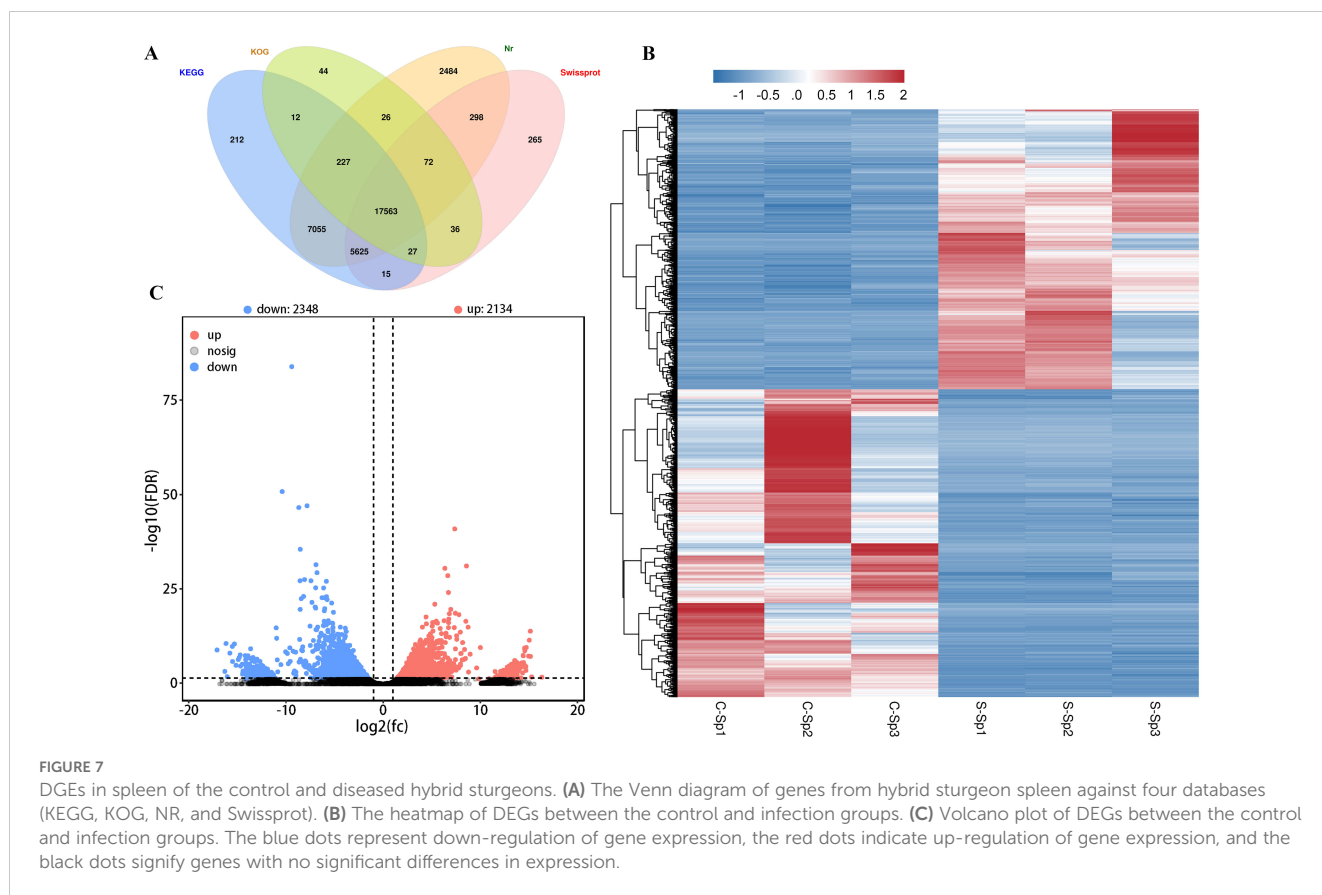 A
KOG
Nr
KEGG
Swissprot
44
2484
12
26
298
212
265
227
72
17563
7055
36
5625
27
15
B
-1 -0.5 .0 0.5 1 1.5 2
C-Sp1
C-Sp2
C-Sp3
S-Sp1
S-Sp2
S-Sp3
C
down: 2348
up: 2134
up
nosig
down
75
50
25
0
-log10(FDR)
-20 -10 0 10 20
log2(fc)
FIGURE 7
DGEs in spleen of the control and diseased hybrid sturgeons. (A) The Venn diagram of genes from hybrid sturgeon spleen against four databases
(KEGG, KOG, NR, and Swissprot). (B) The heatmap of DEGs between the control and infection groups. (C) Volcano plot of DEGs between the control
and infection groups. The blue dots represent down-regulation of gene expression, the red dots indicate up-regulation of gene expression, and the
black dots signify genes with no significant differences in expression.